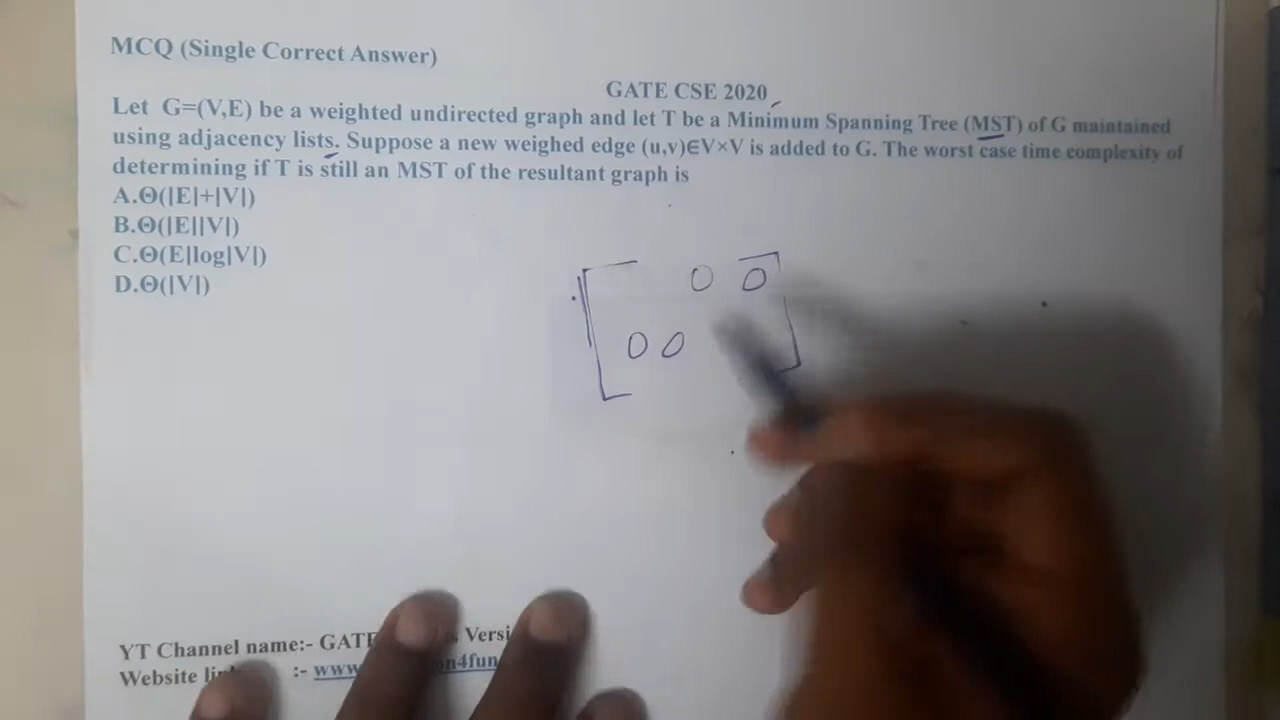 MCQ (Single Correct Answer)
GATE CSE 2020
Let G=(V,E) be a weighted undirected graph and let T be a Minimum Spanning Tree (MST) of G maintained
using adjacency lists. Suppose a new weighed edge (u,v)∈V×V is added to G. The worst case time complexity of
determining if T is still an MST of the resultant graph is
A.Θ(|E|+|V|)
B.Θ(|E||V|)
C.Θ(E|log|V|)
D.Θ(|V|)
0 0
0 0
YT Channel name:- GATE
Website :- www.